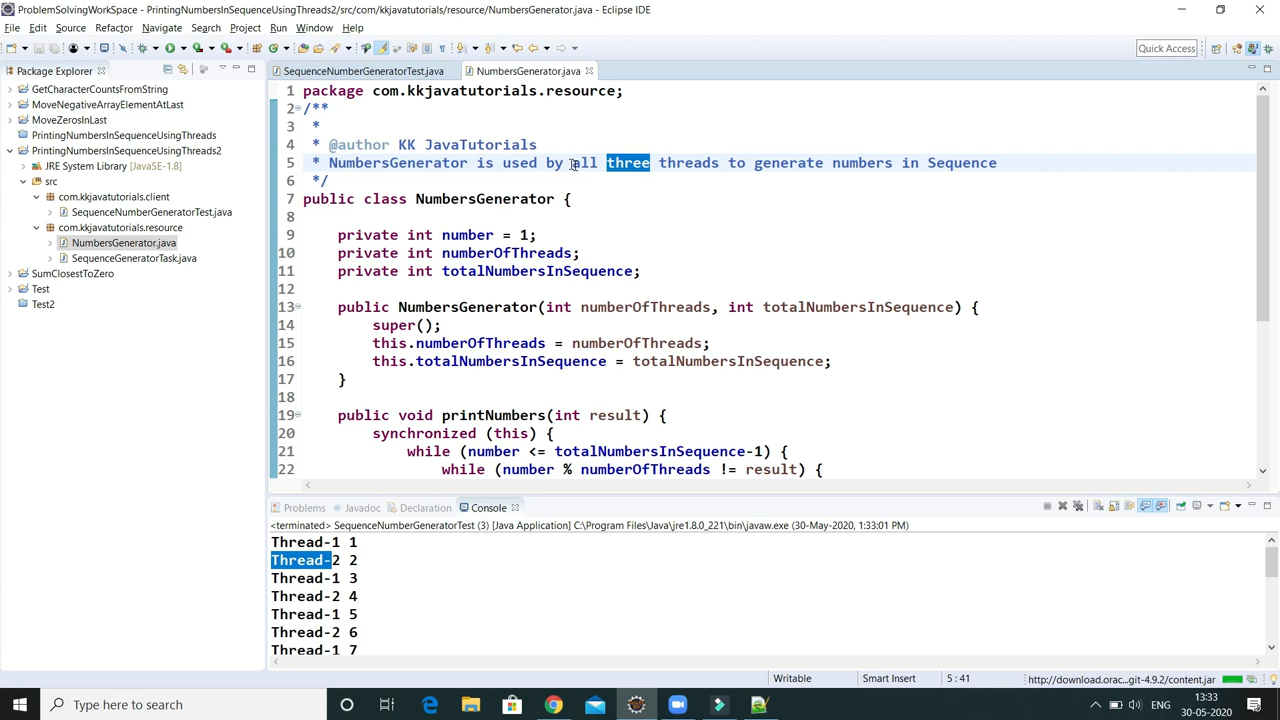 ProblemSolvingWorkSpace - PrintingNumbersInSequenceUsingThreads2/src/com/kkjavatutorials/resource/NumbersGenerator.java - Eclipse IDE
File Edit Source Refactor Navigate Search Project Run Window Help
Quick Access
Package Explorer
GetCharacterCountsFromString
MoveNegativeArrayElementAtLast
MoveZerosInLast
PrintingNumbersInSequenceUsingThreads
PrintingNumbersInSequenceUsingThreads2
JRE System Library [JavaSE-1.8]
src
com.kkjavatutorials.client
SequenceNumberGeneratorTest.java
com.kkjavatutorials.resource
NumbersGenerator.java
SequenceGeneratorTask.java
SumClosestToZero
Test
Test2
SequenceNumberGeneratorTest.java NumbersGenerator.java
1 package com.kkjavatutorials.resource;
2 /**
3 *
4 * @author KK JavaTutorials
5 * NumbersGenerator is used by all three threads to generate numbers in Sequence
6 */
7 public class NumbersGenerator {
8
9 private int number = 1;
10 private int numberOfThreads;
11 private int totalNumbersInSequence;
12
13 public NumbersGenerator(int numberOfThreads, int totalNumbersInSequence) {
14 super();
15 this.numberOfThreads = numberOfThreads;
16 this.totalNumbersInSequence = totalNumbersInSequence;
17 }
18
19 public void printNumbers(int result) {
20 synchronized (this) {
21 while (number <= totalNumbersInSequence-1) {
22 while (number % numberOfThreads != result) {
Problems Javadoc Declaration Console
<terminated> SequenceNumberGeneratorTest (3) [Java Application] C:\Program Files\Java\jre1.8.0_221\bin\javaw.exe (30-May-2020, 1:33:01 PM)
Thread-1 1
Thread-2 2
Thread-1 3
Thread-2 4
Thread-1 5
Thread-2 6
Thread-1 7
Writable Smart Insert 5 : 41 http://download.orac...git-4.9.2/content.jar
Type here to search
ENG
13:33
30-05-2020